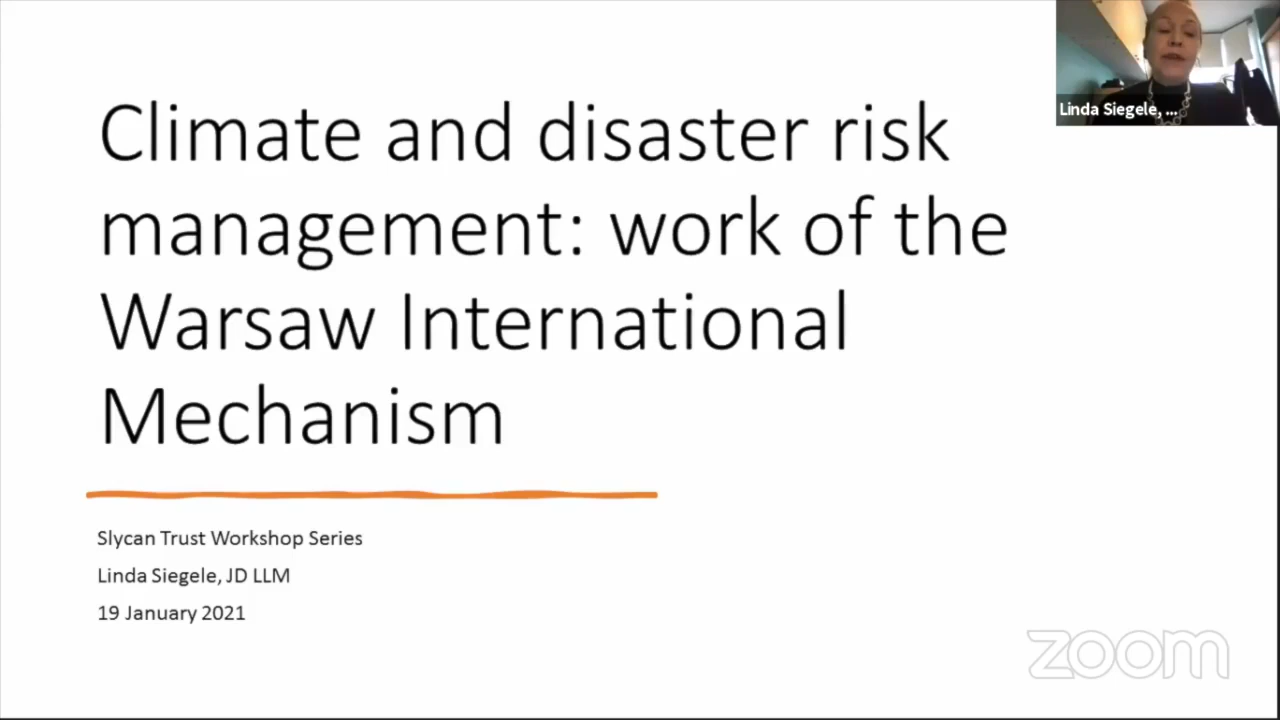 Linda Siegele, ...
Climate and disaster risk
management: work of the
Warsaw International
Mechanism
Slycan Trust Workshop Series
Linda Siegele, JD LLM
19 January 2021
zoom